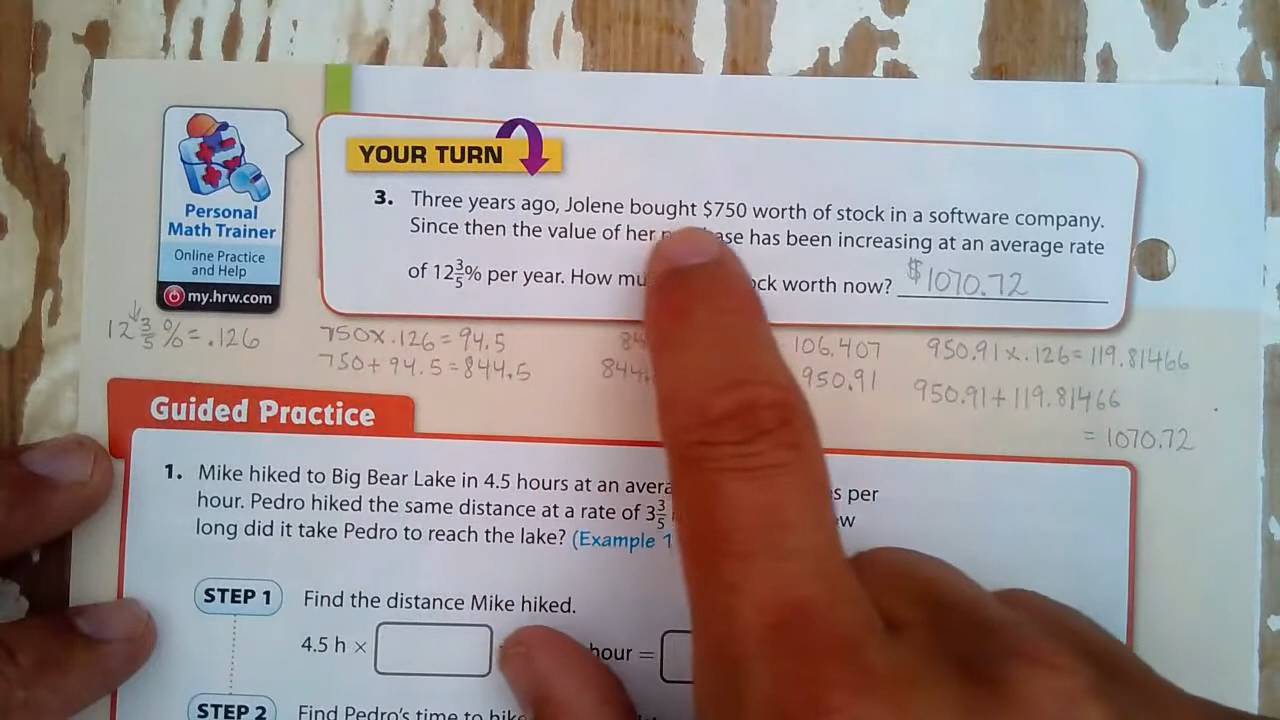 YOUR TURN
3. Three years ago, Jolene bought $750 worth of stock in a software company.
Since then the value of her has been increasing at an average rate
of 12 3/5% per year. How ck worth now? $1070.72
Personal
Math Trainer
Online Practice
and Help
my.hrw.com
12 3/5 % = .126
750 x .126 = 94.5
750 + 94.5 = 844.5
84
844.
106.407
950.91
950.91 x .126 = 119.81466
950.91 + 119.81466
= 1070.72
Guided Practice
1. Mike hiked to Big Bear Lake in 4.5 hours at an s per
hour. Pedro hiked the same distance at a rate of 3 3/5
long did it take Pedro to reach the lake? (Example 1
STEP 1 Find the distance Mike hiked.
4.5 h × hour =
STEP 2 Find Pedro's time to